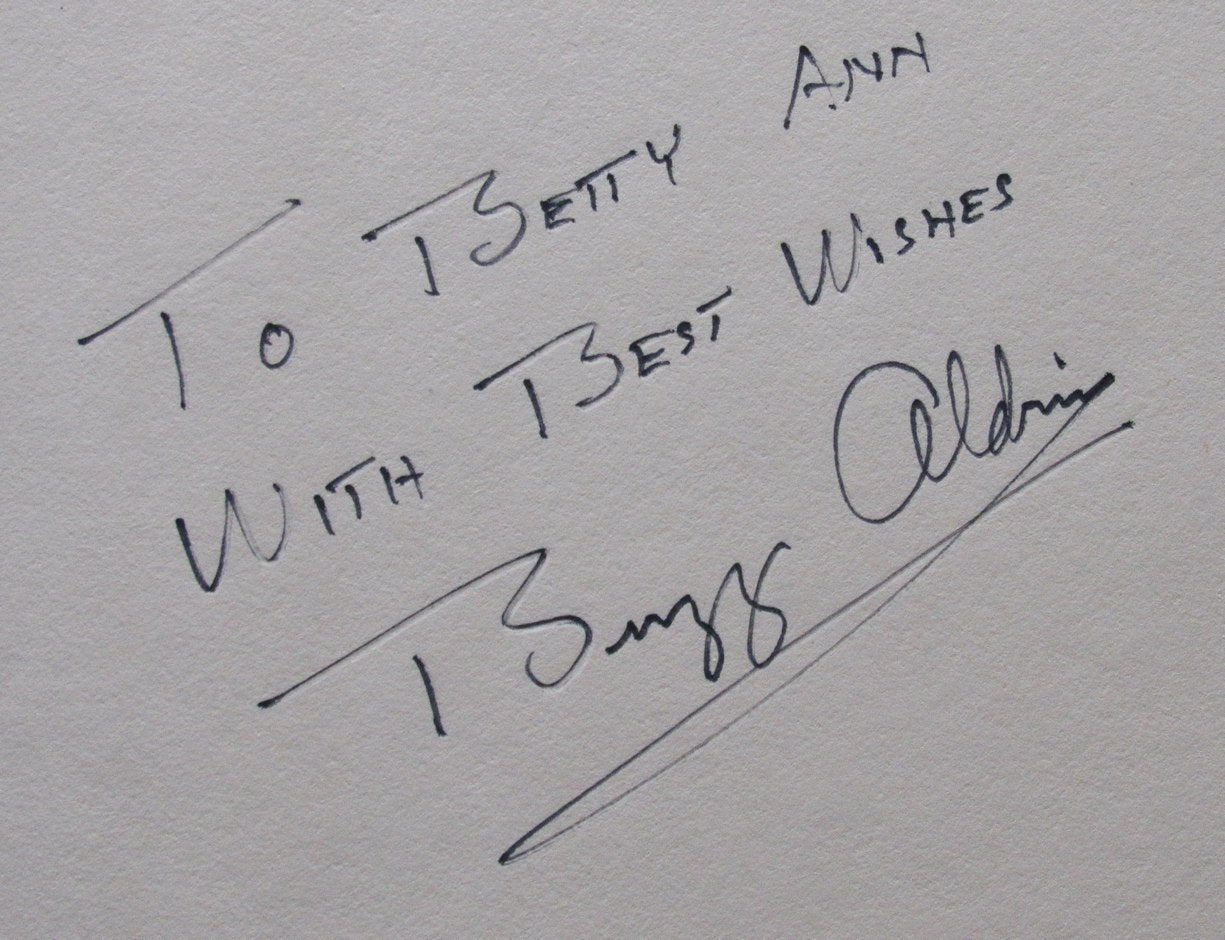 To BETTY ANN
WITH BEST WISHES
Buzz Aldrin